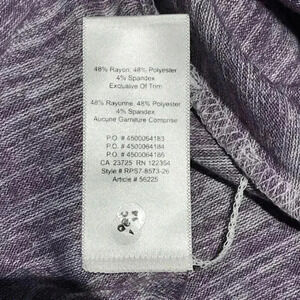 48% Rayon, 48% Polyester
4% Spandex
Exclusive Of Trim
48% Rayonne, 48% Polyester
4% Spandex
Aucune Garniture Comprise
P.O. # 4500064183
P.O. # 4500064184
P.O. # 4500064186
CA 23725 RN 122354
Style # RPS7-8573-26
Article # 56225